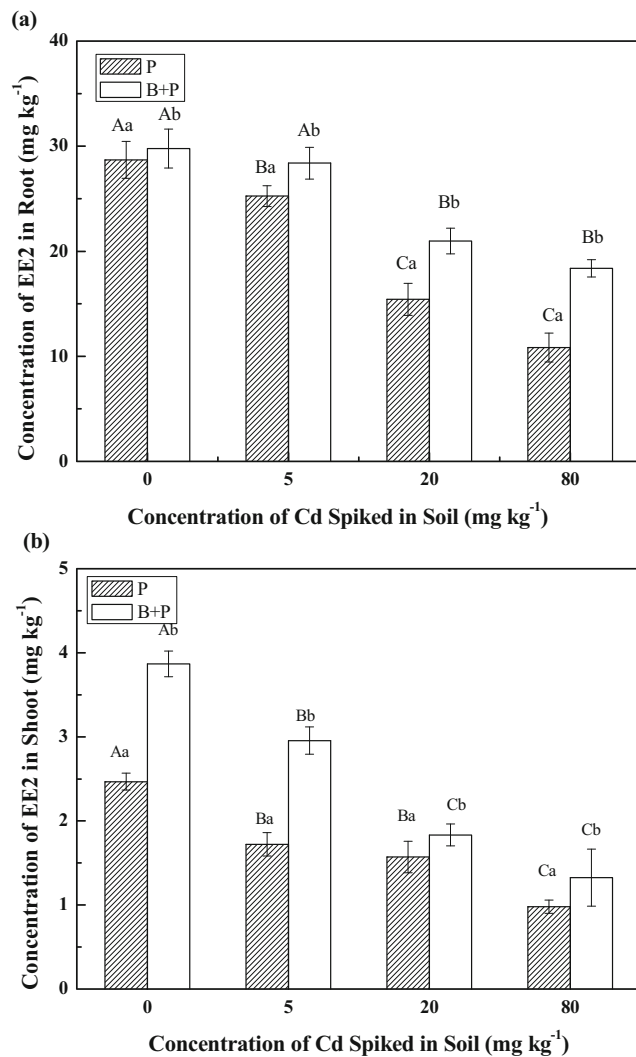 (a)
40
30
20
10
0
Concentration of EE2 in Root (mg kg⁻¹)
P
B+P
Aa
Ab
Ba
Ab
Ca
Bb
Ca
Bb
0 5 20 80
Concentration of Cd Spiked in Soil (mg kg⁻¹)
(b)
5
4
3
2
1
0
Concentration of EE2 in Shoot (mg kg⁻¹)
P
B+P
Aa
Ab
Ba
Bb
Ba
Cb
Ca
Cb
0 5 20 80
Concentration of Cd Spiked in Soil (mg kg⁻¹)